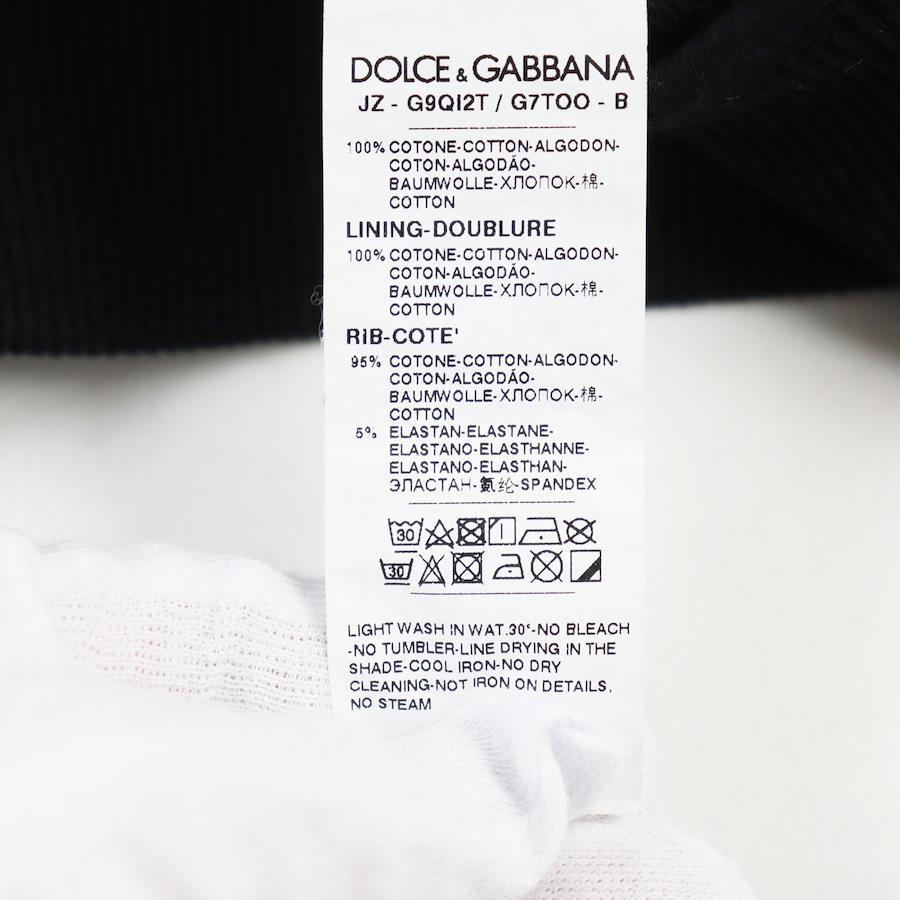 DOLCE & GABBANA
JZ - G9QI2T / G7TOO - B
100% COTONE-COTTON-ALGODON-
COTON-ALGODÃO-
BAUMWOLLE-ХЛОПОК-棉-
COTTON
LINING-DOUBLURE
100% COTONE-COTTON-ALGODON-
COTON-ALGODÃO-
BAUMWOLLE-ХЛОПОК-棉-
COTTON
RIB-COTE'
95% COTONE-COTTON-ALGODON-
COTON-ALGODÃO-
BAUMWOLLE-ХЛОПОК-棉-
COTTON
5% ELASTAN-ELASTANE-
ELASTANO-ELASTHANNE-
ELASTANO-ELASTHAN-
ЭЛАСТАН-氨纶-SPANDEX
30
30
LIGHT WASH IN WAT.30°-NO BLEACH
-NO TUMBLER-LINE DRYING IN THE
SHADE-COOL IRON-NO DRY
CLEANING-NOT IRON ON DETAILS,
NO STEAM